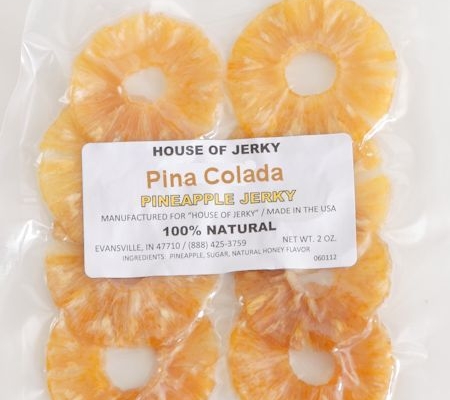 HOUSE OF JERKY
Pina Colada
PINEAPPLE JERKY
MANUFACTURED FOR "HOUSE OF JERKY" / MADE IN THE USA
100% NATURAL
EVANSVILLE, IN 47710 / (888) 425-3759 NET WT. 2 OZ.
INGREDIENTS: PINEAPPLE, SUGAR, NATURAL HONEY FLAVOR
060112